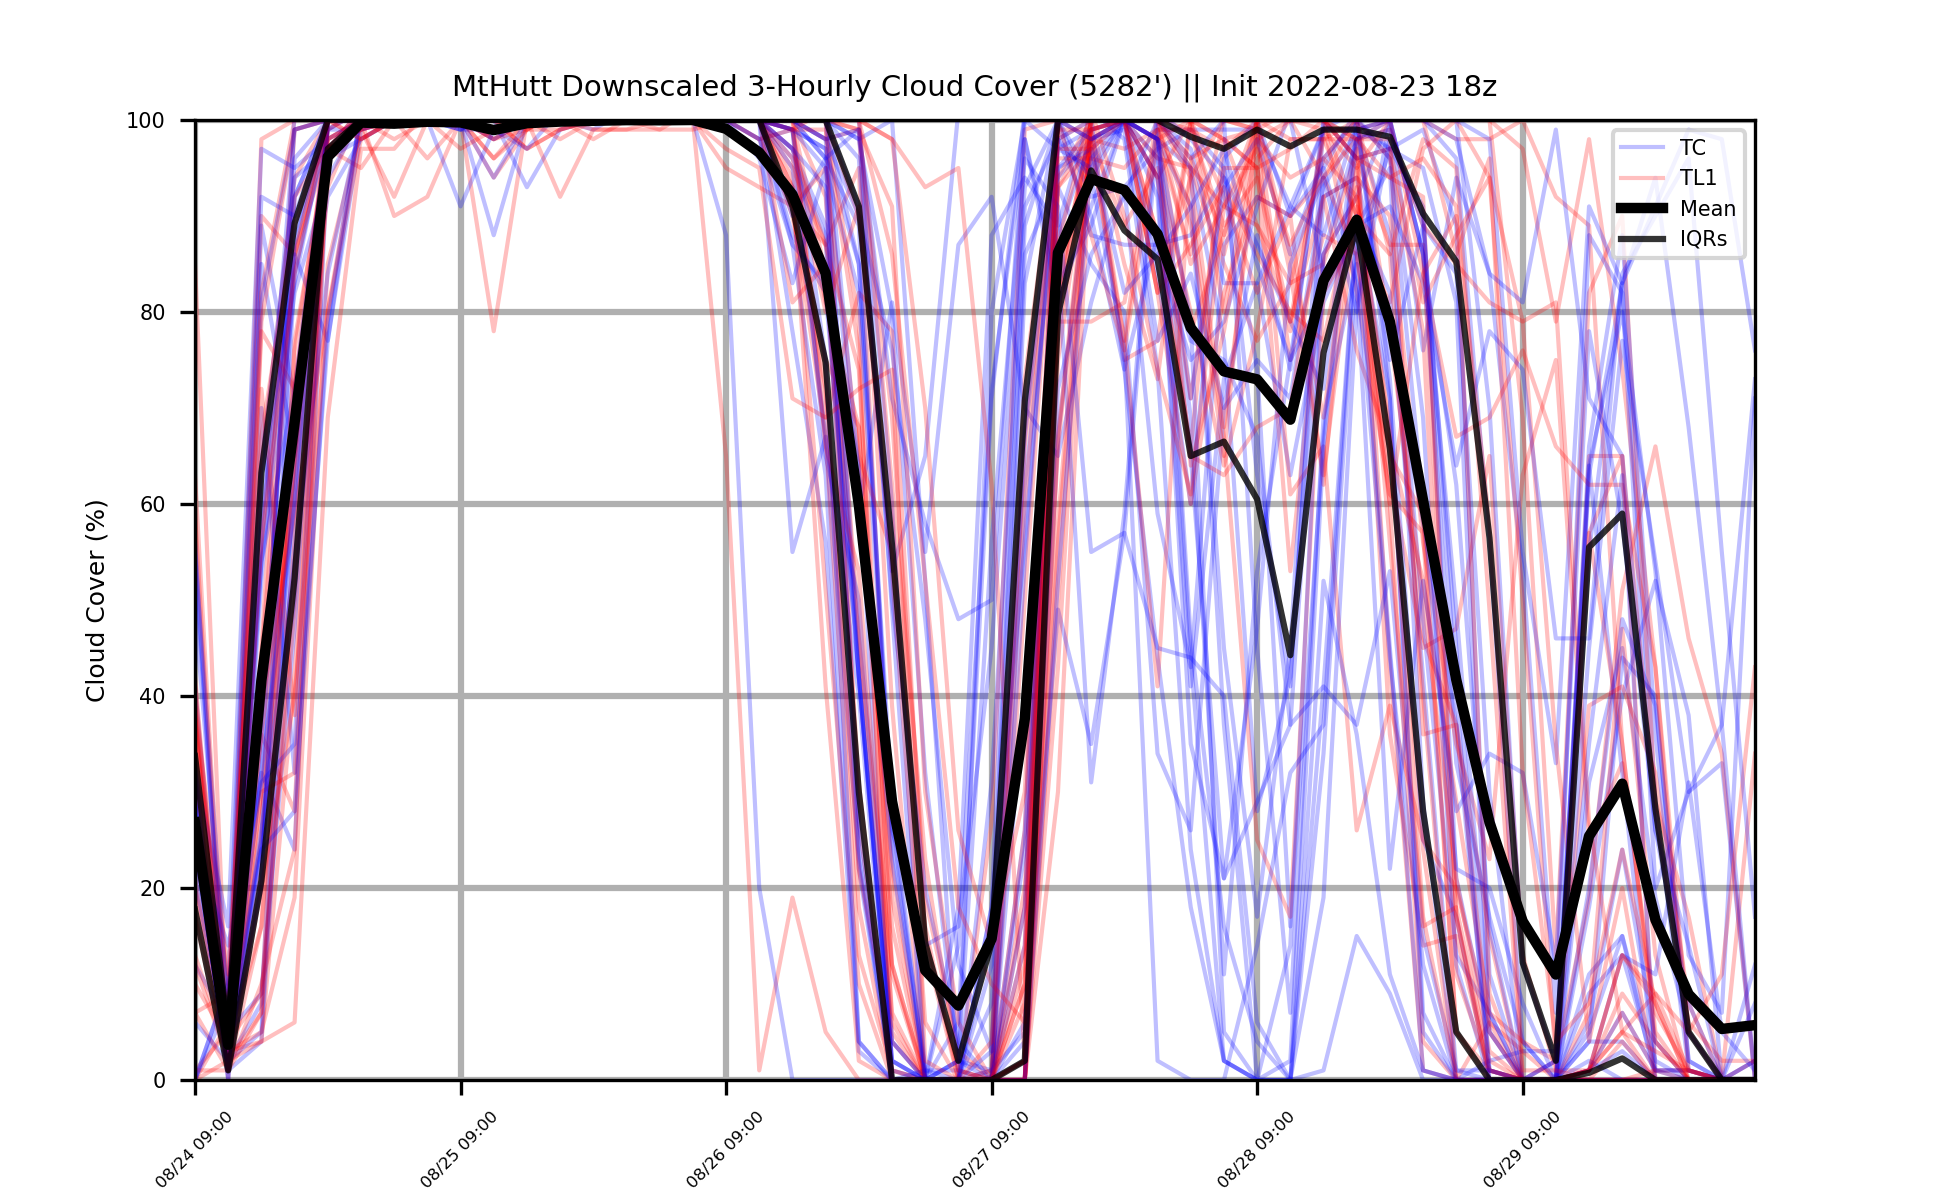 MtHutt Downscaled 3-Hourly Cloud Cover (5282') || Init 2022-08-23 18z
Cloud Cover (%)
100
80
60
40
20
0
TC
TL1
Mean
IQRs
08/24 09:00
08/25 09:00
08/26 09:00
08/27 09:00
08/28 09:00
08/29 09:00